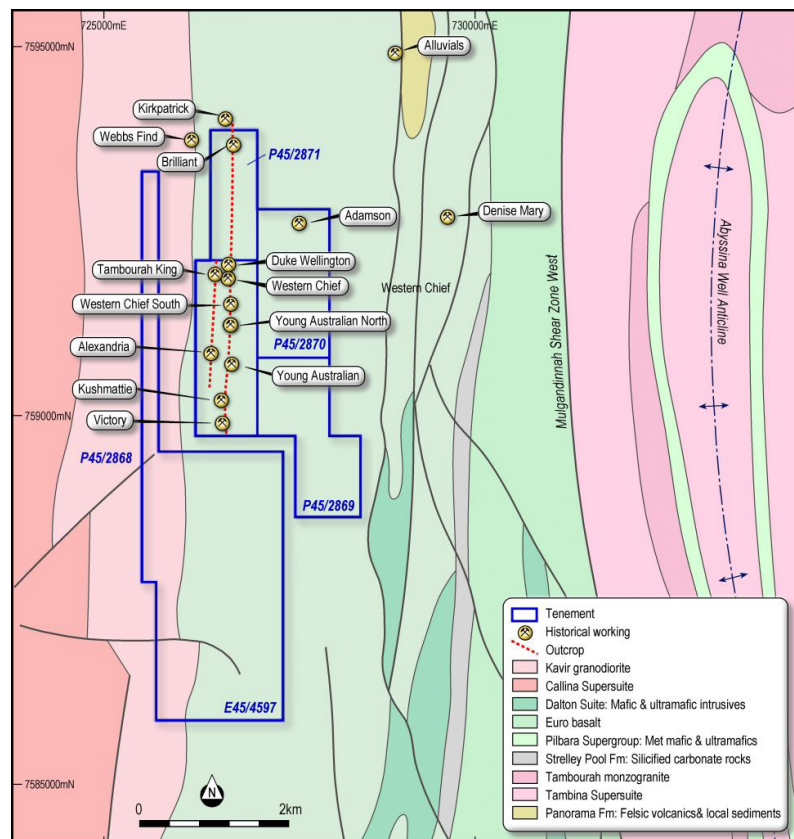 725000mE
730000mE
7595000mN
Alluvials
Kirkpatrick
Webbs Find
Brilliant
P45/2871
Adamson
Denise Mary
Duke Wellington
Tambourah King
Western Chief
Western Chief
Western Chief South
Young Australian North
P45/2870
Alexandria
Young Australian
Kushmattie
Victory
759000mN
P45/2868
P45/2869
E45/4597
Mulgandinnah Shear Zone West
Abyssina Well Anticline
7585000mN
N
0
2km
Tenement
Historical working
Outcrop
Kavir granodiorite
Callina Supersuite
Dalton Suite: Mafic & ultramafic intrusives
Euro basalt
Pilbara Supergroup: Met mafic & ultramafics
Strelley Pool Fm: Silicified carbonate rocks
Tambourah monzogranite
Tambina Supersuite
Panorama Fm: Felsic volcanics& local sediments